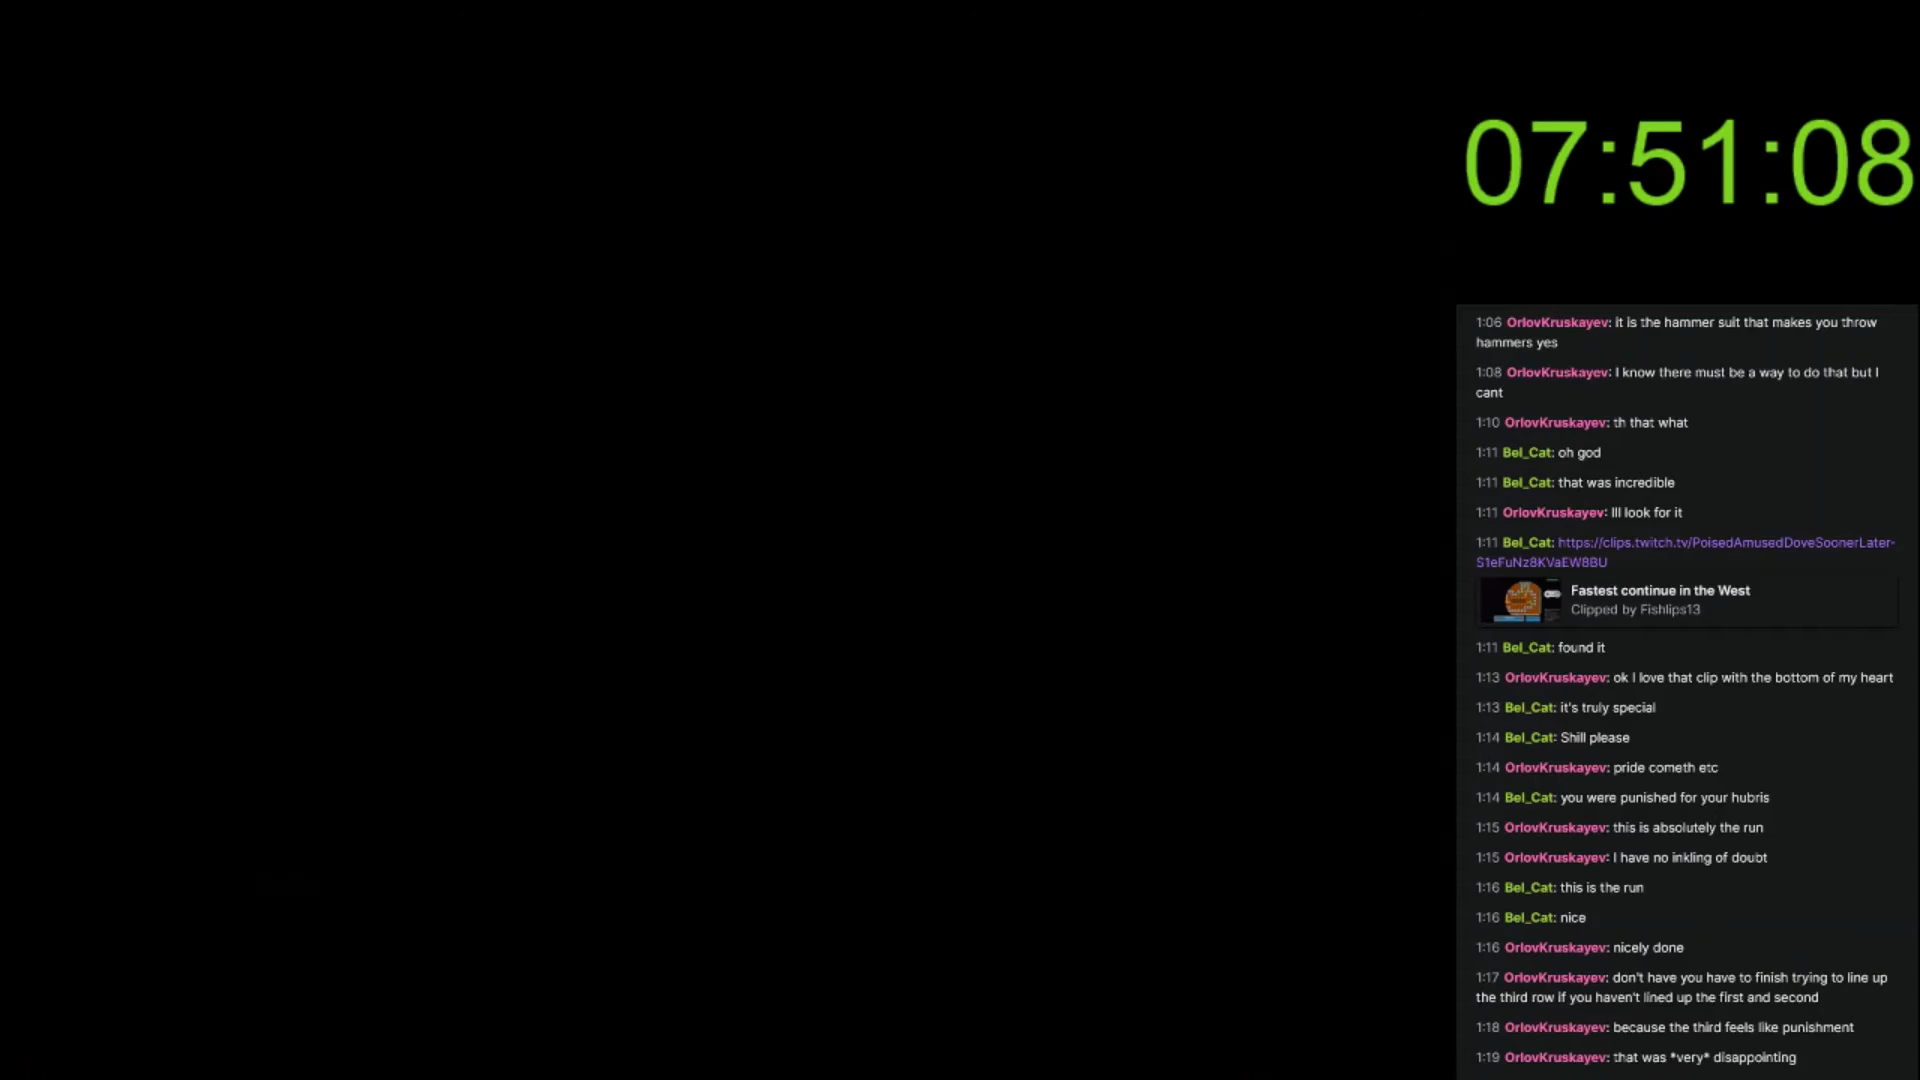 07:51:08
1:06 OrlovKruskayev: it is the hammer suit that makes you throw
hammers yes
1:08 OrlovKruskayev: I know there must be a way to do that but I
cant
1:10 OrlovKruskayev: th that what
1:11 Bel_Cat: oh god
1:11 Bel_Cat: that was incredible
1:11 OrlovKruskayev: Ill look for it
1:11 Bel_Cat: https://clips.twitch.tv/PoisedAmusedDoveSoonerLater-
S1eFuNz8KVaEW8BU
Fastest continue in the West
Clipped by Fishlips13
1:11 Bel_Cat: found it
1:13 OrlovKruskayev: ok I love that clip with the bottom of my heart
1:13 Bel_Cat: it's truly special
1:14 Bel_Cat: Shill please
1:14 OrlovKruskayev: pride cometh etc
1:14 Bel_Cat: you were punished for your hubris
1:15 OrlovKruskayev: this is absolutely the run
1:15 OrlovKruskayev: I have no inkling of doubt
1:16 Bel_Cat: this is the run
1:16 Bel_Cat: nice
1:16 OrlovKruskayev: nicely done
1:17 OrlovKruskayev: don't have you have to finish trying to line up
the third row if you haven't lined up the first and second
1:18 OrlovKruskayev: because the third feels like punishment
1:19 OrlovKruskayev: that was *very* disappointing